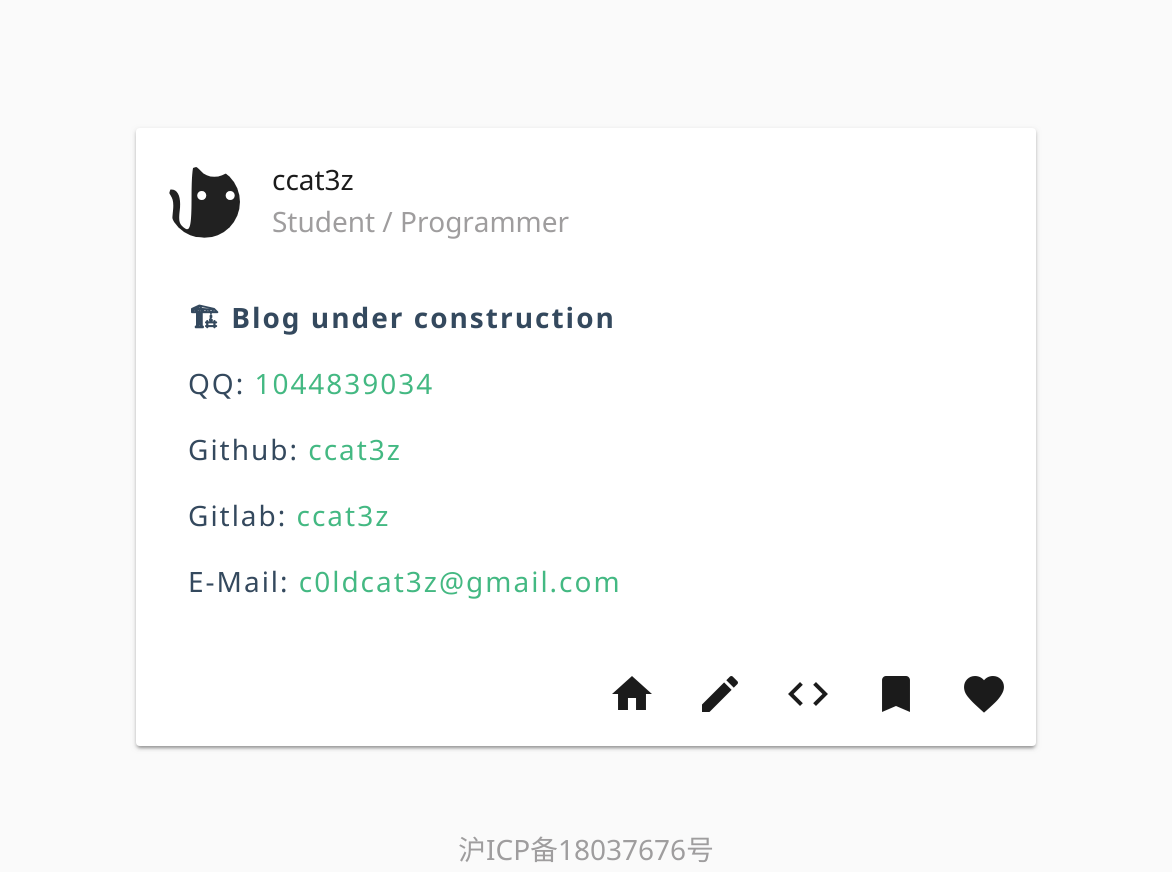 ccat3z
Student / Programmer
🏗 Blog under construction
QQ: 1044839034
Github: ccat3z
Gitlab: ccat3z
E-Mail: c0ldcat3z@gmail.com
沪ICP备18037676号